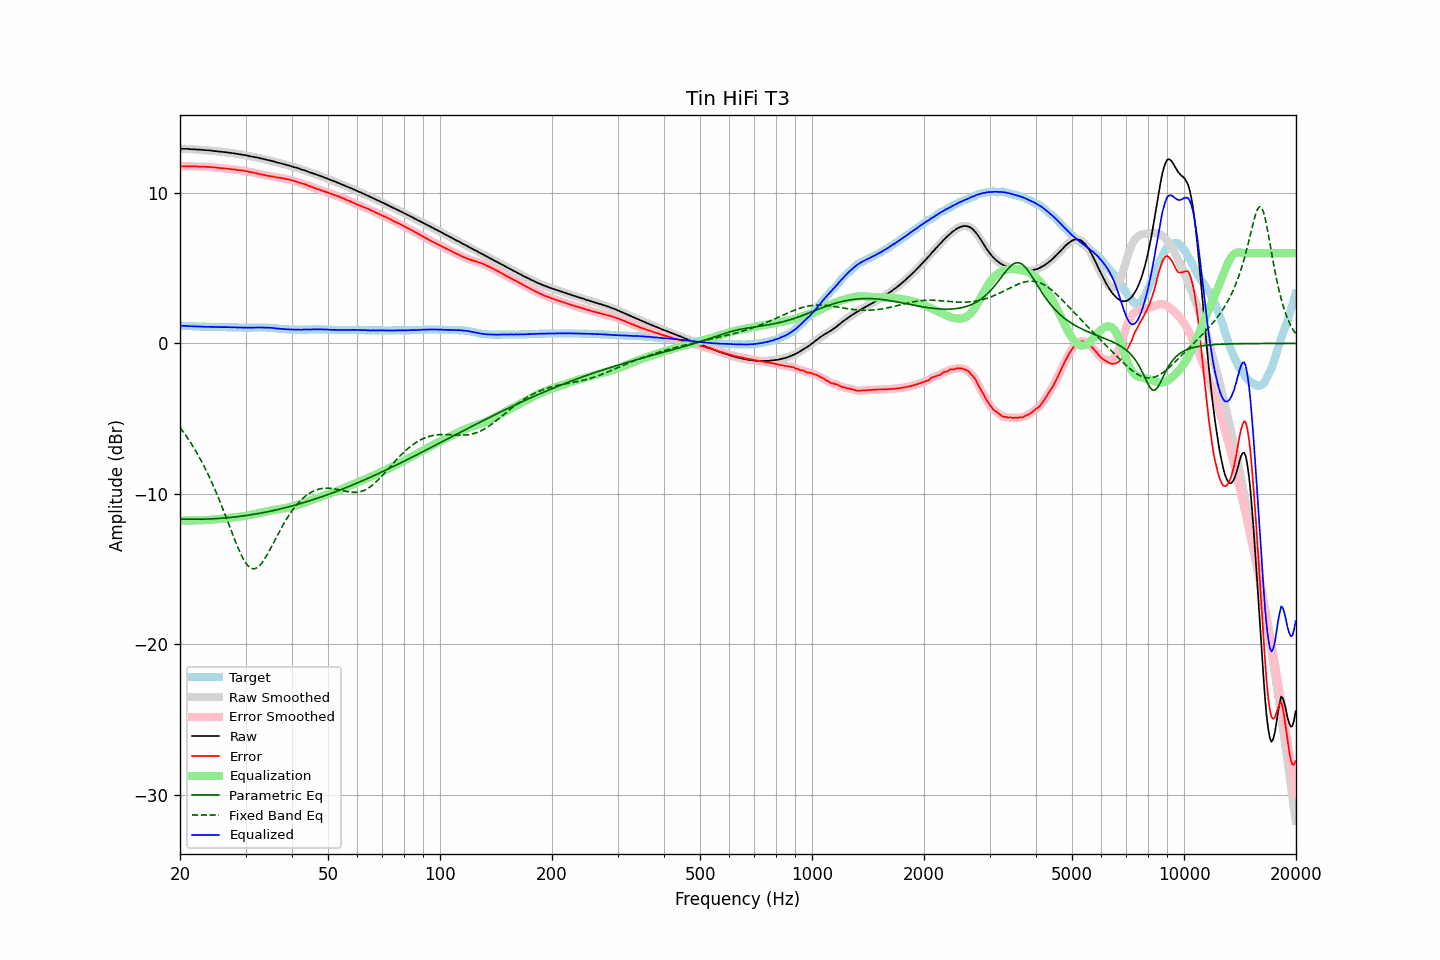 Tin HiFi T3
Amplitude (dBr)
10
0
−10
−20
−30
Target
Raw Smoothed
Error Smoothed
Raw
Error
Equalization
Parametric Eq
Fixed Band Eq
Equalized
20 50 100 200 500 1000 2000 5000 10000 20000
Frequency (Hz)